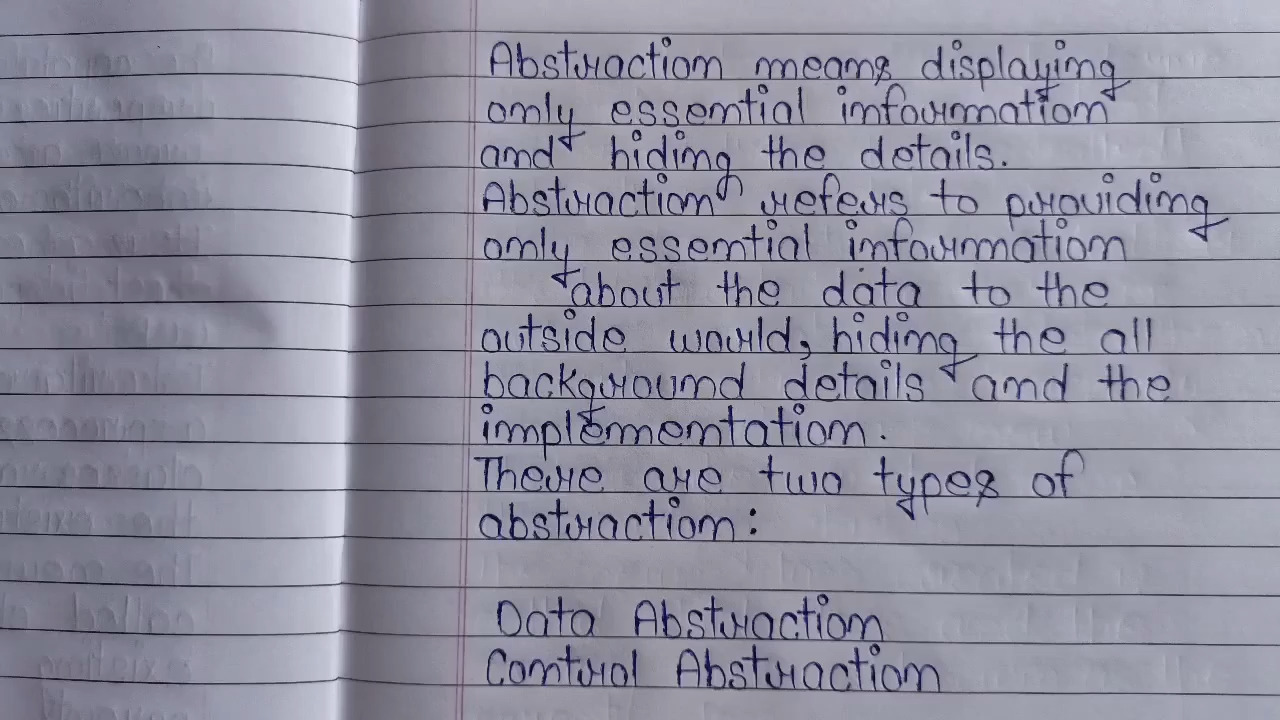 Abstraction means displaying
only essential information
and hiding the details.
Abstraction refers to providing
only essential information
about the data to the
outside world, hiding the all
background details and the
implementation.
There are two types of
abstraction:
Data Abstraction
Control Abstraction